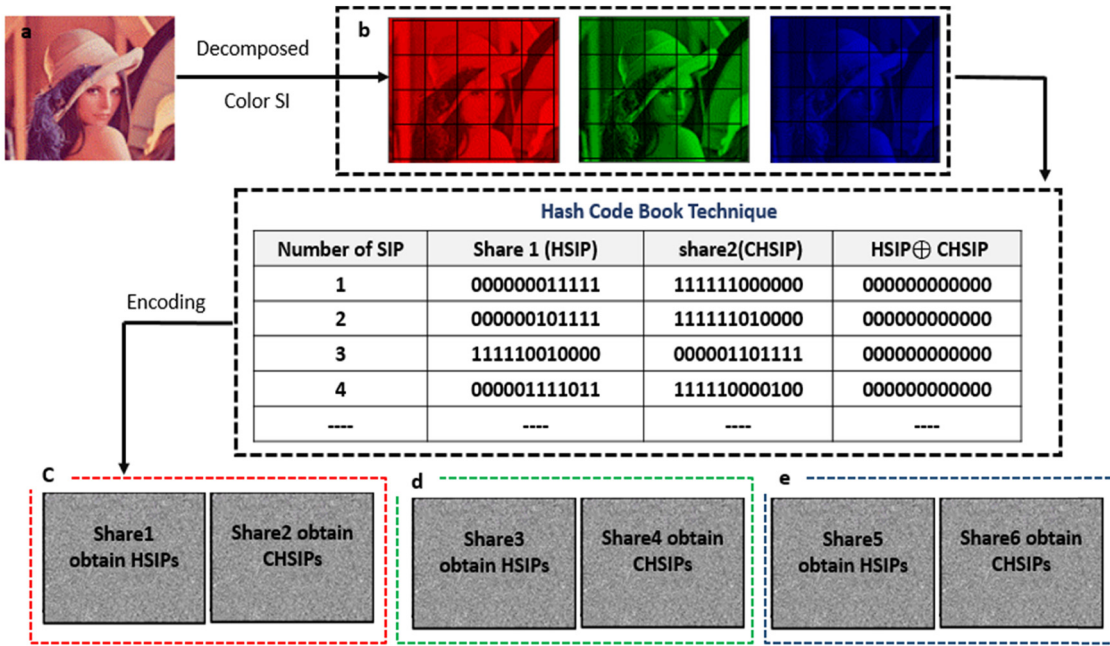 a
Decomposed
Color SI
b
Hash Code Book Technique
Number of SIP Share 1 (HSIP) share2(CHSIP) HSIP⊕ CHSIP
1 000000011111 111111000000 000000000000
2 000000101111 111111010000 000000000000
3 111110010000 000001101111 000000000000
4 000001111011 111110000100 000000000000
---- ---- ---- ----
Encoding
C
Share1
obtain HSIPs
Share2 obtain
CHSIPs
d
Share3
obtain HSIPs
Share4 obtain
CHSIPs
e
Share5
obtain HSIPs
Share6 obtain
CHSIPs